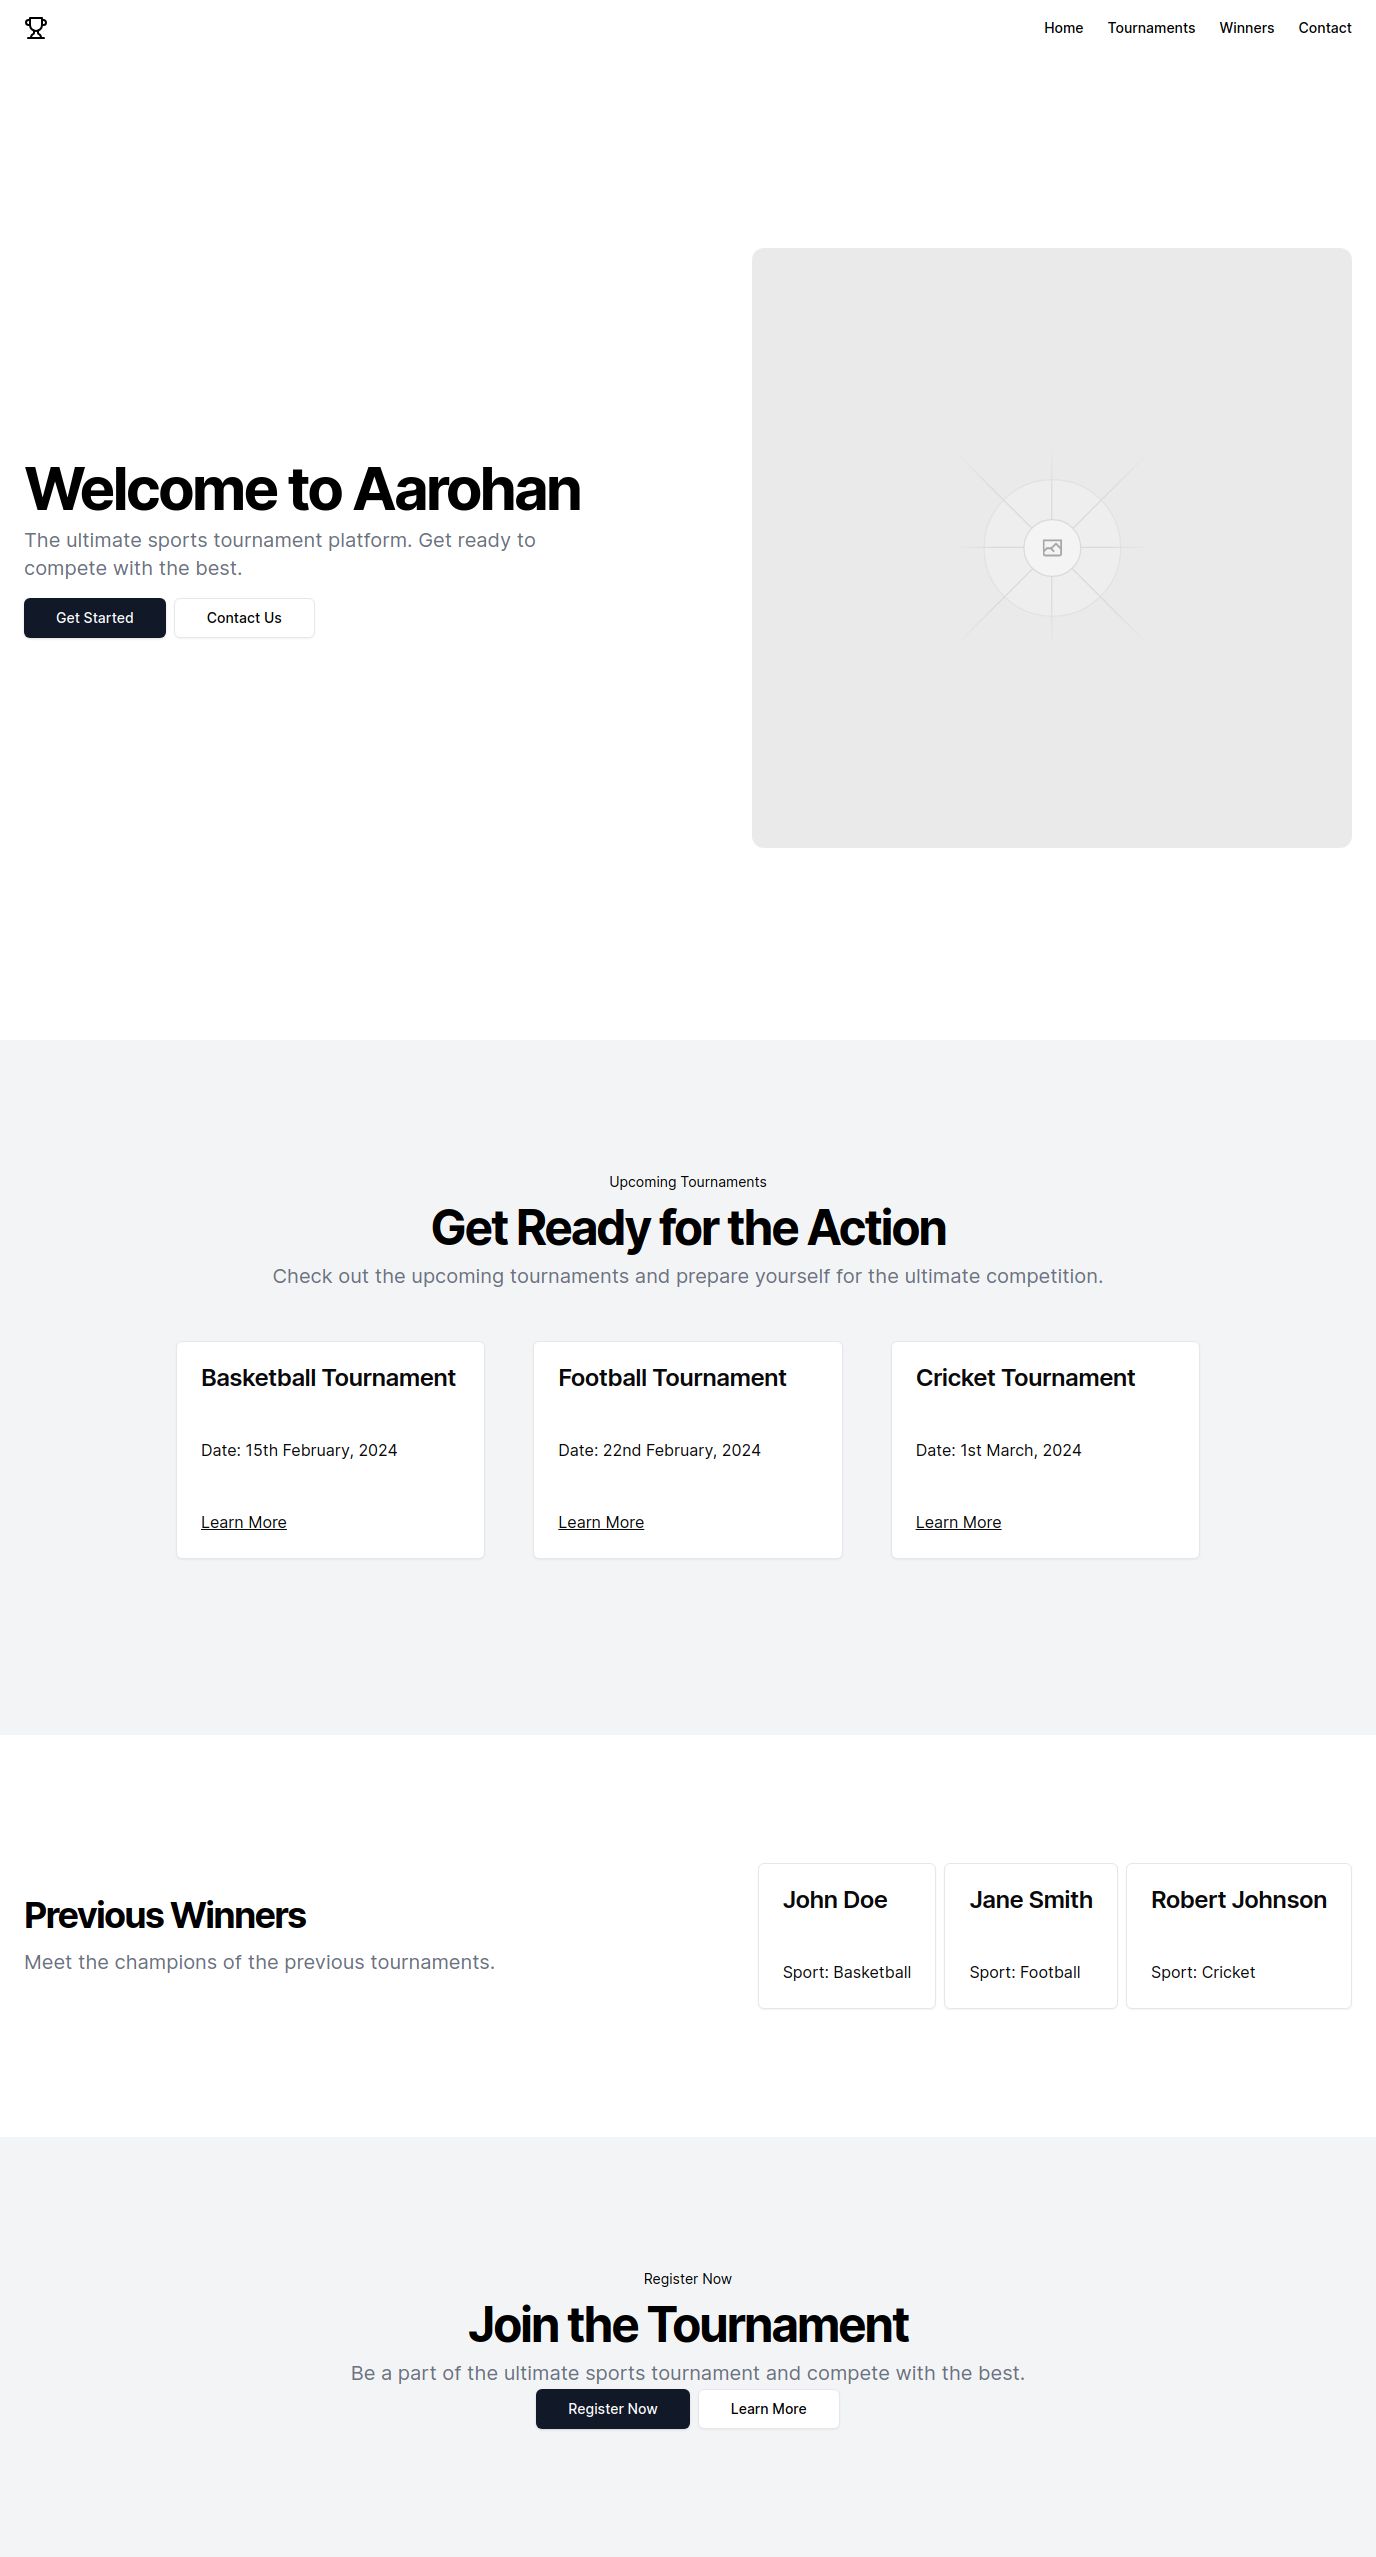 Home Tournaments Winners Contact
Welcome to Aarohan
The ultimate sports tournament platform. Get ready to
compete with the best.
Get Started Contact Us
Upcoming Tournaments
Get Ready for the Action
Check out the upcoming tournaments and prepare yourself for the ultimate competition.
Basketball Tournament
Date: 15th February, 2024
Learn More
Football Tournament
Date: 22nd February, 2024
Learn More
Cricket Tournament
Date: 1st March, 2024
Learn More
Previous Winners
Meet the champions of the previous tournaments.
John Doe
Sport: Basketball
Jane Smith
Sport: Football
Robert Johnson
Sport: Cricket
Register Now
Join the Tournament
Be a part of the ultimate sports tournament and compete with the best.
Register Now Learn More